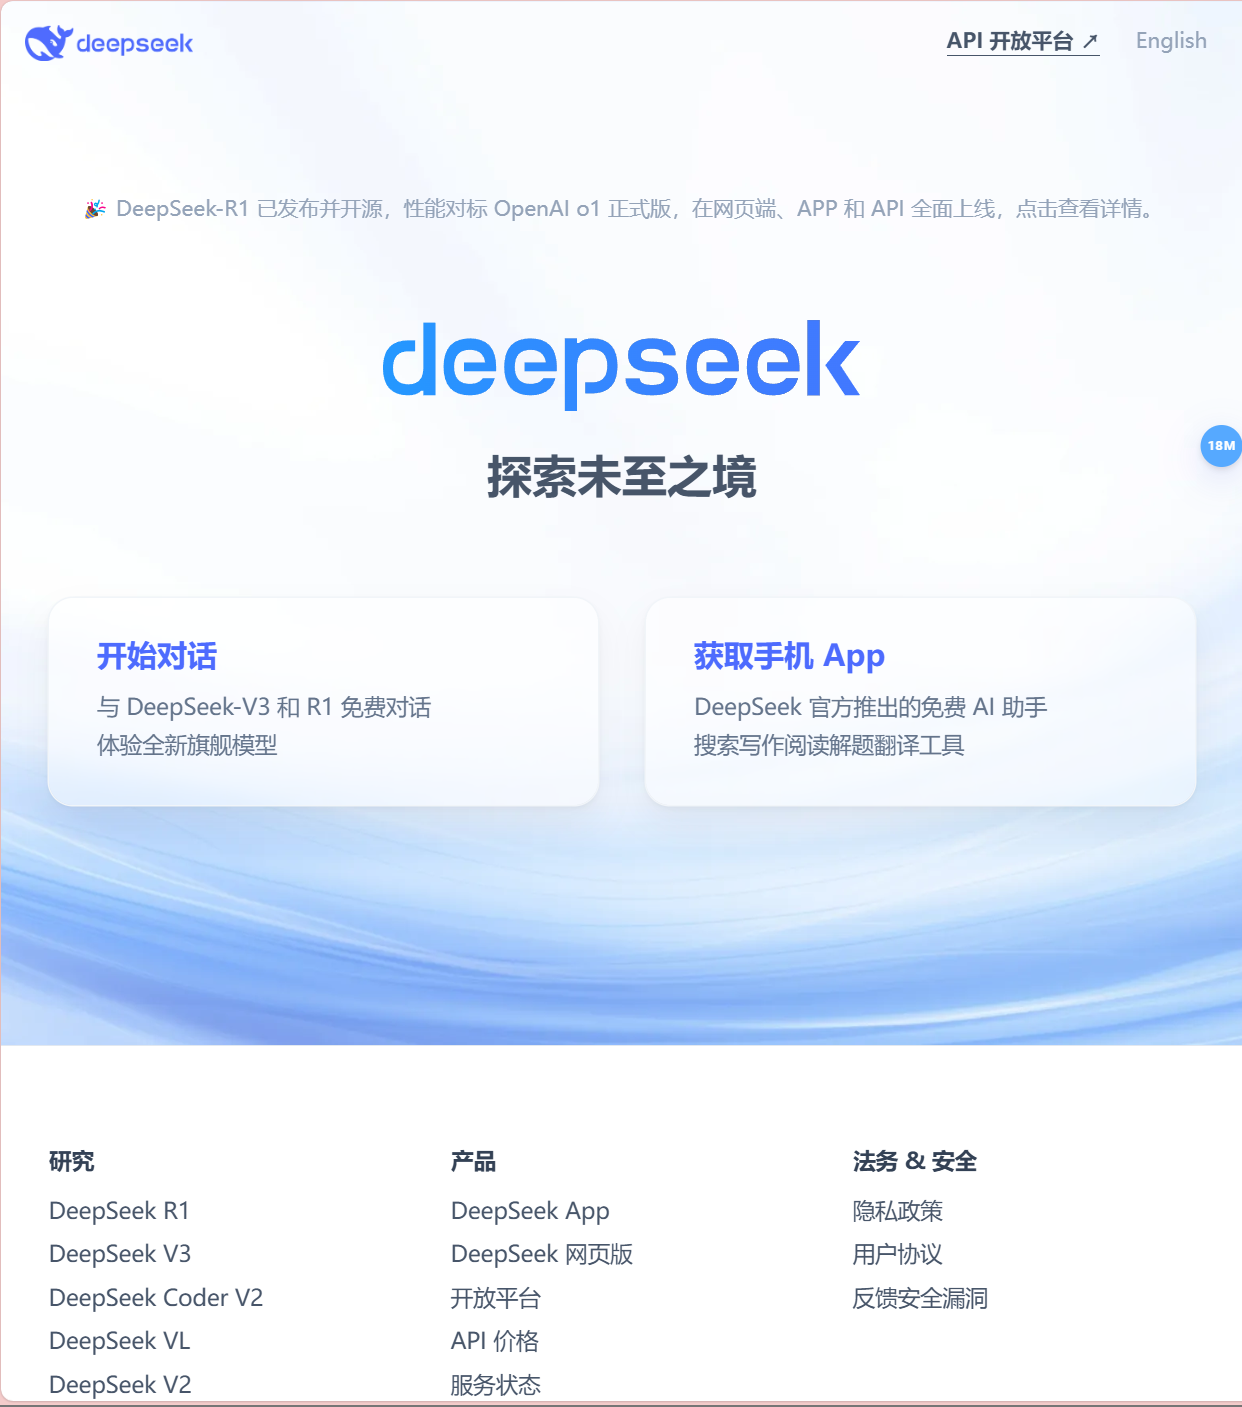 deepseek
API 开放平台 ↗ English
🎉 DeepSeek-R1 已发布并开源，性能对标 OpenAI o1 正式版，在网页端、APP 和 API 全面上线，点击查看详情。
deepseek
探索未至之境
18M
开始对话
与 DeepSeek-V3 和 R1 免费对话
体验全新旗舰模型
获取手机 App
DeepSeek 官方推出的免费 AI 助手
搜索写作阅读解题翻译工具
研究
DeepSeek R1
DeepSeek V3
DeepSeek Coder V2
DeepSeek VL
DeepSeek V2
产品
DeepSeek App
DeepSeek 网页版
开放平台
API 价格
服务状态
法务 & 安全
隐私政策
用户协议
反馈安全漏洞